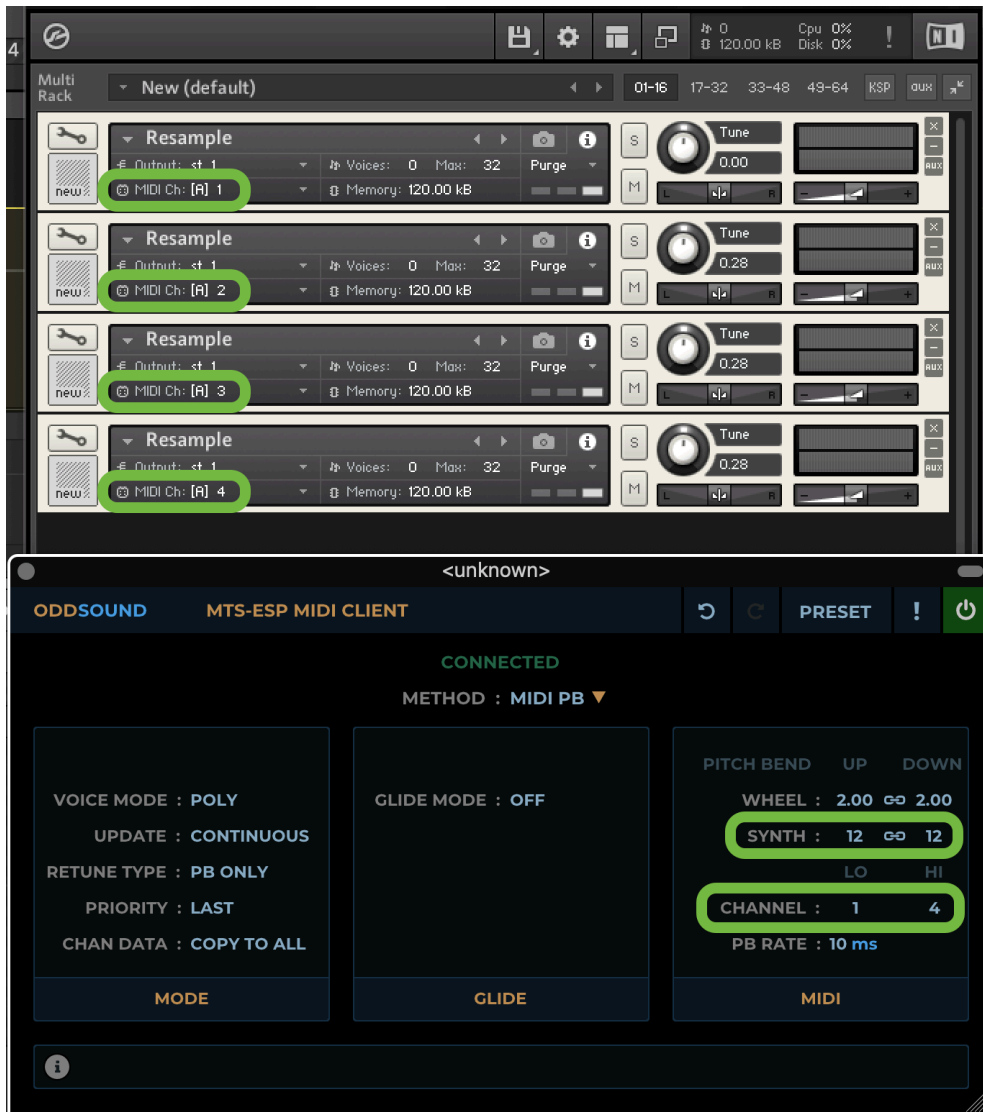 4
0 Cpu 0%
120.00 kB Disk 0% ! NI
Multi
Rack New (default) 01-16 17-32 33-48 49-64 KSP aux
Resample i S Tune ×
Output: st. 1 Voices: 0 Max: 32 Purge 0.00 – AUX
new MIDI Ch: [A] 1 Memory: 120.00 kB M L R – +
Resample i S Tune ×
Output: st. 1 Voices: 0 Max: 32 Purge 0.28 – AUX
new MIDI Ch: [A] 2 Memory: 120.00 kB M L R – +
Resample i S Tune ×
Output: st. 1 Voices: 0 Max: 32 Purge 0.28 – AUX
new MIDI Ch: [A] 3 Memory: 120.00 kB M L R – +
Resample i S Tune ×
Output: st. 1 Voices: 0 Max: 32 Purge 0.28 – AUX
new MIDI Ch: [A] 4 Memory: 120.00 kB M L R – +
<unknown>
ODDSOUND MTS-ESP MIDI CLIENT PRESET !
CONNECTED
METHOD : MIDI PB
VOICE MODE : POLY
UPDATE : CONTINUOUS
RETUNE TYPE : PB ONLY
PRIORITY : LAST
CHAN DATA : COPY TO ALL
MODE
GLIDE MODE : OFF
GLIDE
PITCH BEND UP DOWN
WHEEL : 2.00 2.00
SYNTH : 12 12
LO HI
CHANNEL : 1 4
PB RATE : 10 ms
MIDI
i